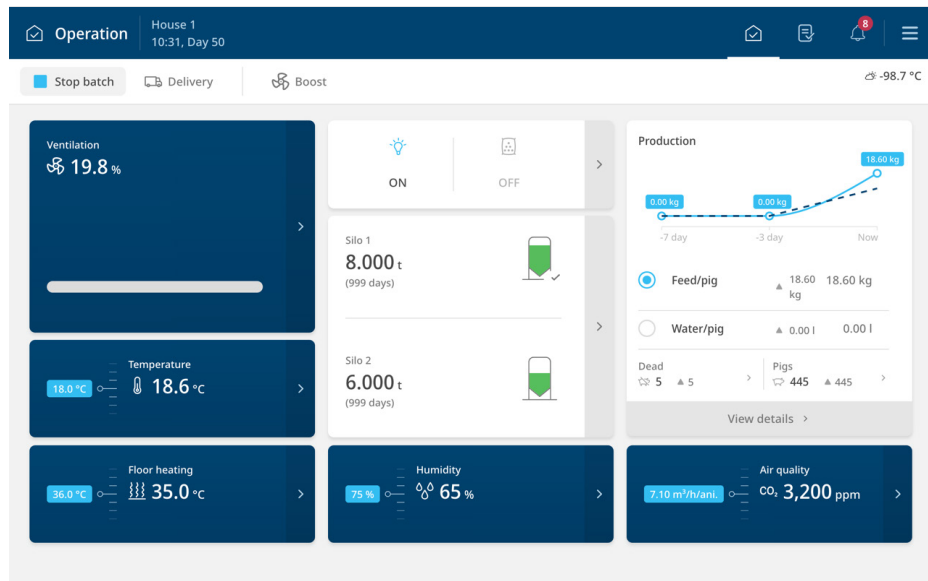 Operation
House 1
10:31, Day 50
8
Stop batch
Delivery
Boost
-98.7 °C
Ventilation
19.8 %
ON
OFF
Production
18.60 kg
0.00 kg
0.00 kg
-7 day
-3 day
Now
Silo 1
8.000 t
(999 days)
Feed/pig
▲ 18.60 kg
18.60 kg
Water/pig
▲ 0.00 l
0.00 l
Temperature
18.0 °C
18.6 °C
Silo 2
6.000 t
(999 days)
Dead
5 ▲ 5
Pigs
445 ▲ 445
View details
Floor heating
36.0 °C
35.0 °C
Humidity
75 %
65 %
Air quality
7.10 m³/h/ani.
CO₂ 3,200 ppm